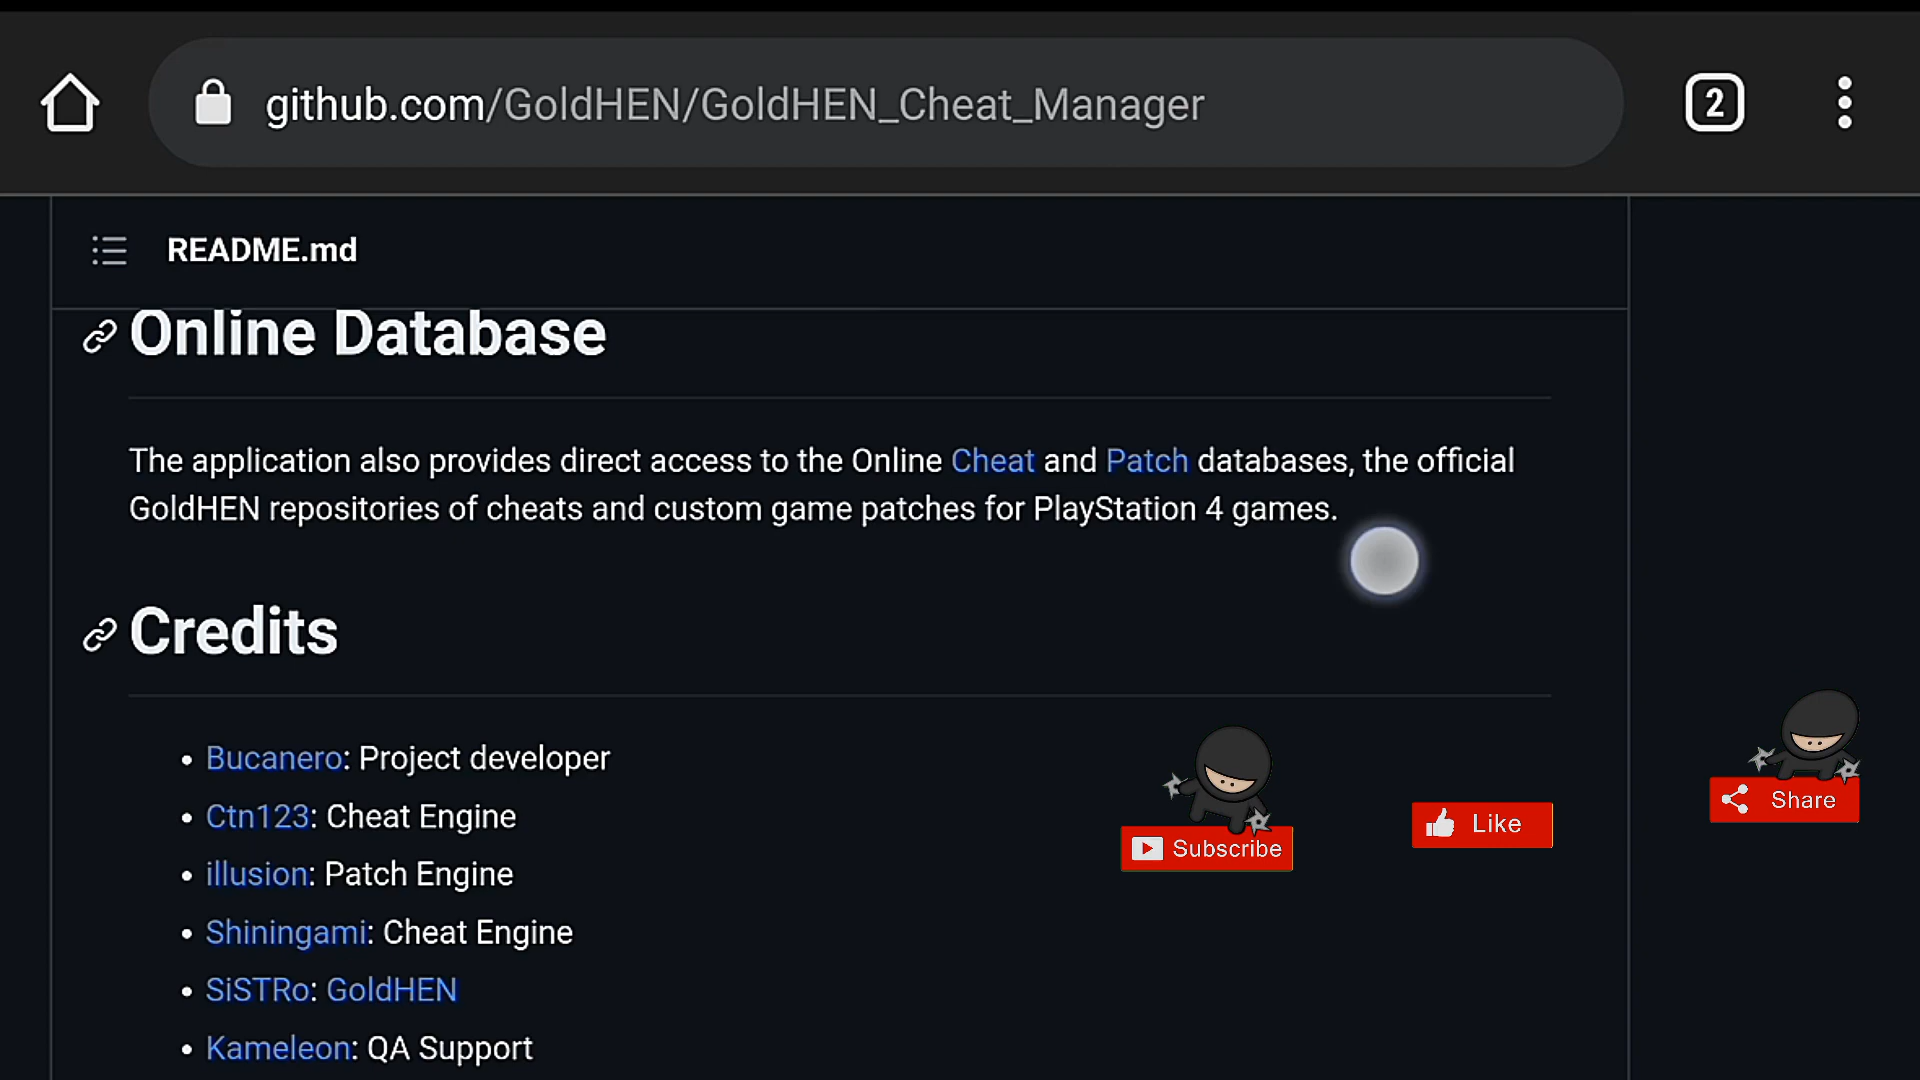 github.com/GoldHEN/GoldHEN_Cheat_Manager
2
README.md
Online Database
The application also provides direct access to the Online Cheat and Patch databases, the official
GoldHEN repositories of cheats and custom game patches for PlayStation 4 games.
Credits
• Bucanero: Project developer
• Ctn123: Cheat Engine
• illusion: Patch Engine
• Shiningami: Cheat Engine
• SiSTRo: GoldHEN
• Kameleon: QA Support
Subscribe
Like
Share